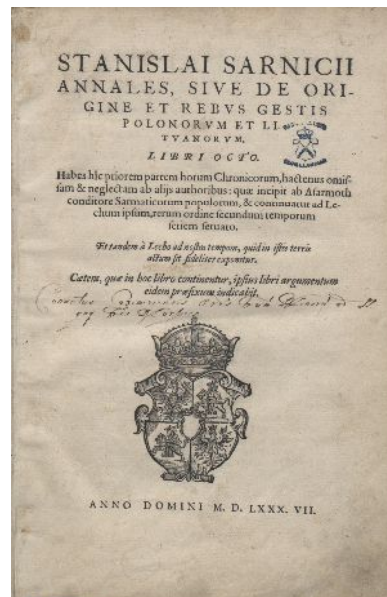 STANISLAI SARNICII
ANNALES, SIVE DE ORI-
GINE ET REBVS GESTIS
POLONORVM ET LI-
TVANORVM,
LIBRI OCTO.
Habes hîc priorem partem horum Chronicorum, hactenus omis-
sam & neglectam ab alijs authoribus: quæ incipit ab Asarmoth
conditore Sarmaticorum populorum, & continuatur ad Le-
chum ipsum, rerum ordine secundum temporum
seriem seruato.
Et tandem à Lecho ad nostra tempora, quid in istis terris
actum sit fideliter exponitur.
Cætera, quæ in hoc libro continentur, ipsius libri argumentum
eidem præfixum indicabit.
ANNO DOMINI M. D. LXXX. VII.